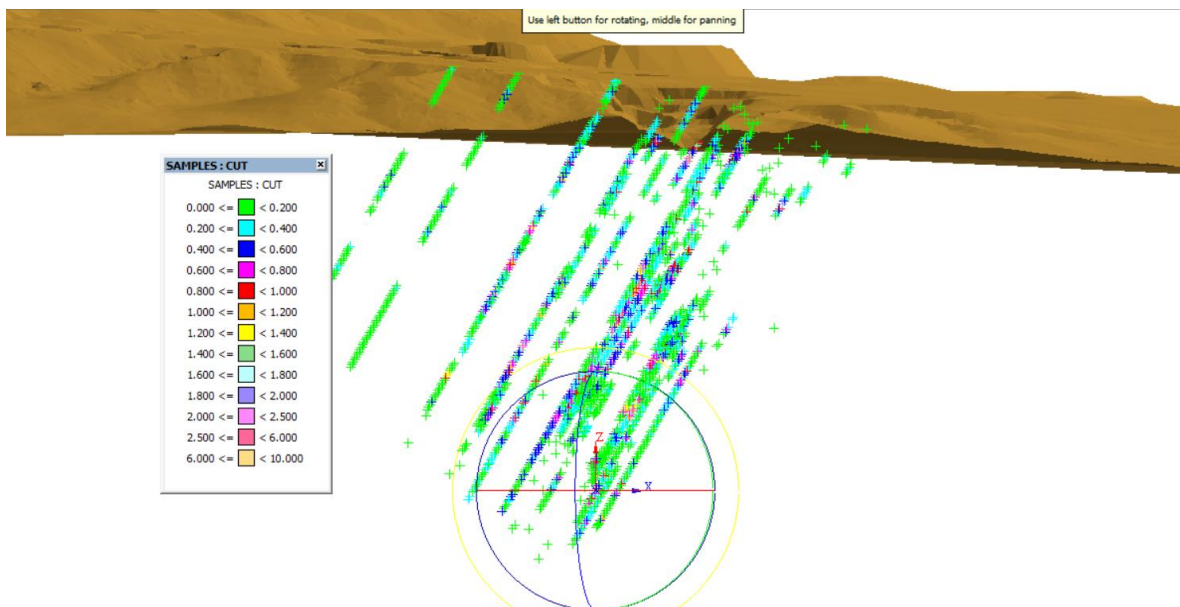 Use left button for rotating, middle for panning
SAMPLES : CUT
SAMPLES : CUT
0.000 <= < 0.200
0.200 <= < 0.400
0.400 <= < 0.600
0.600 <= < 0.800
0.800 <= < 1.000
1.000 <= < 1.200
1.200 <= < 1.400
1.400 <= < 1.600
1.600 <= < 1.800
1.800 <= < 2.000
2.000 <= < 2.500
2.500 <= < 6.000
6.000 <= < 10.000
Z
X